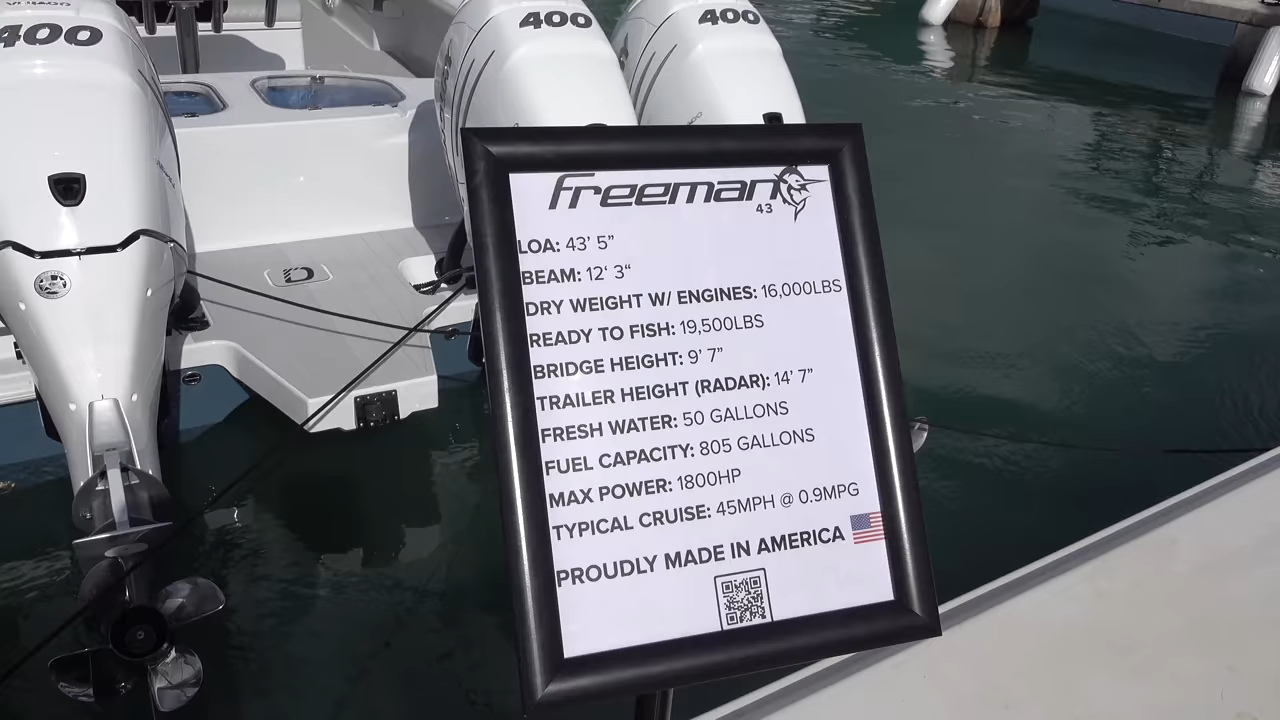 400
400
400
freeman
43
LOA: 43' 5"
BEAM: 12' 3"
DRY WEIGHT W/ ENGINES: 16,000LBS
READY TO FISH: 19,500LBS
BRIDGE HEIGHT: 9' 7"
TRAILER HEIGHT (RADAR): 14' 7"
FRESH WATER: 50 GALLONS
FUEL CAPACITY: 805 GALLONS
MAX POWER: 1800HP
TYPICAL CRUISE: 45MPH @ 0.9MPG
PROUDLY MADE IN AMERICA